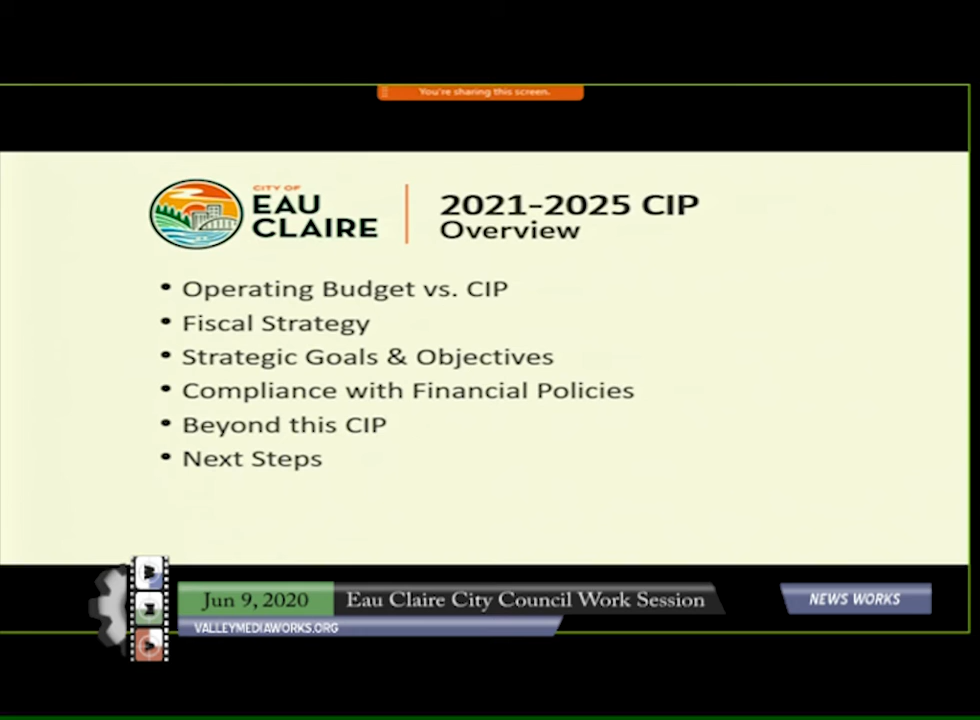 You're sharing this screen.
CITY OF
EAU
CLAIRE
2021-2025 CIP
Overview
• Operating Budget vs. CIP
• Fiscal Strategy
• Strategic Goals & Objectives
• Compliance with Financial Policies
• Beyond this CIP
• Next Steps
Jun 9, 2020
Eau Claire City Council Work Session
NEWS WORKS
VALLEYMEDIAWORKS.ORG